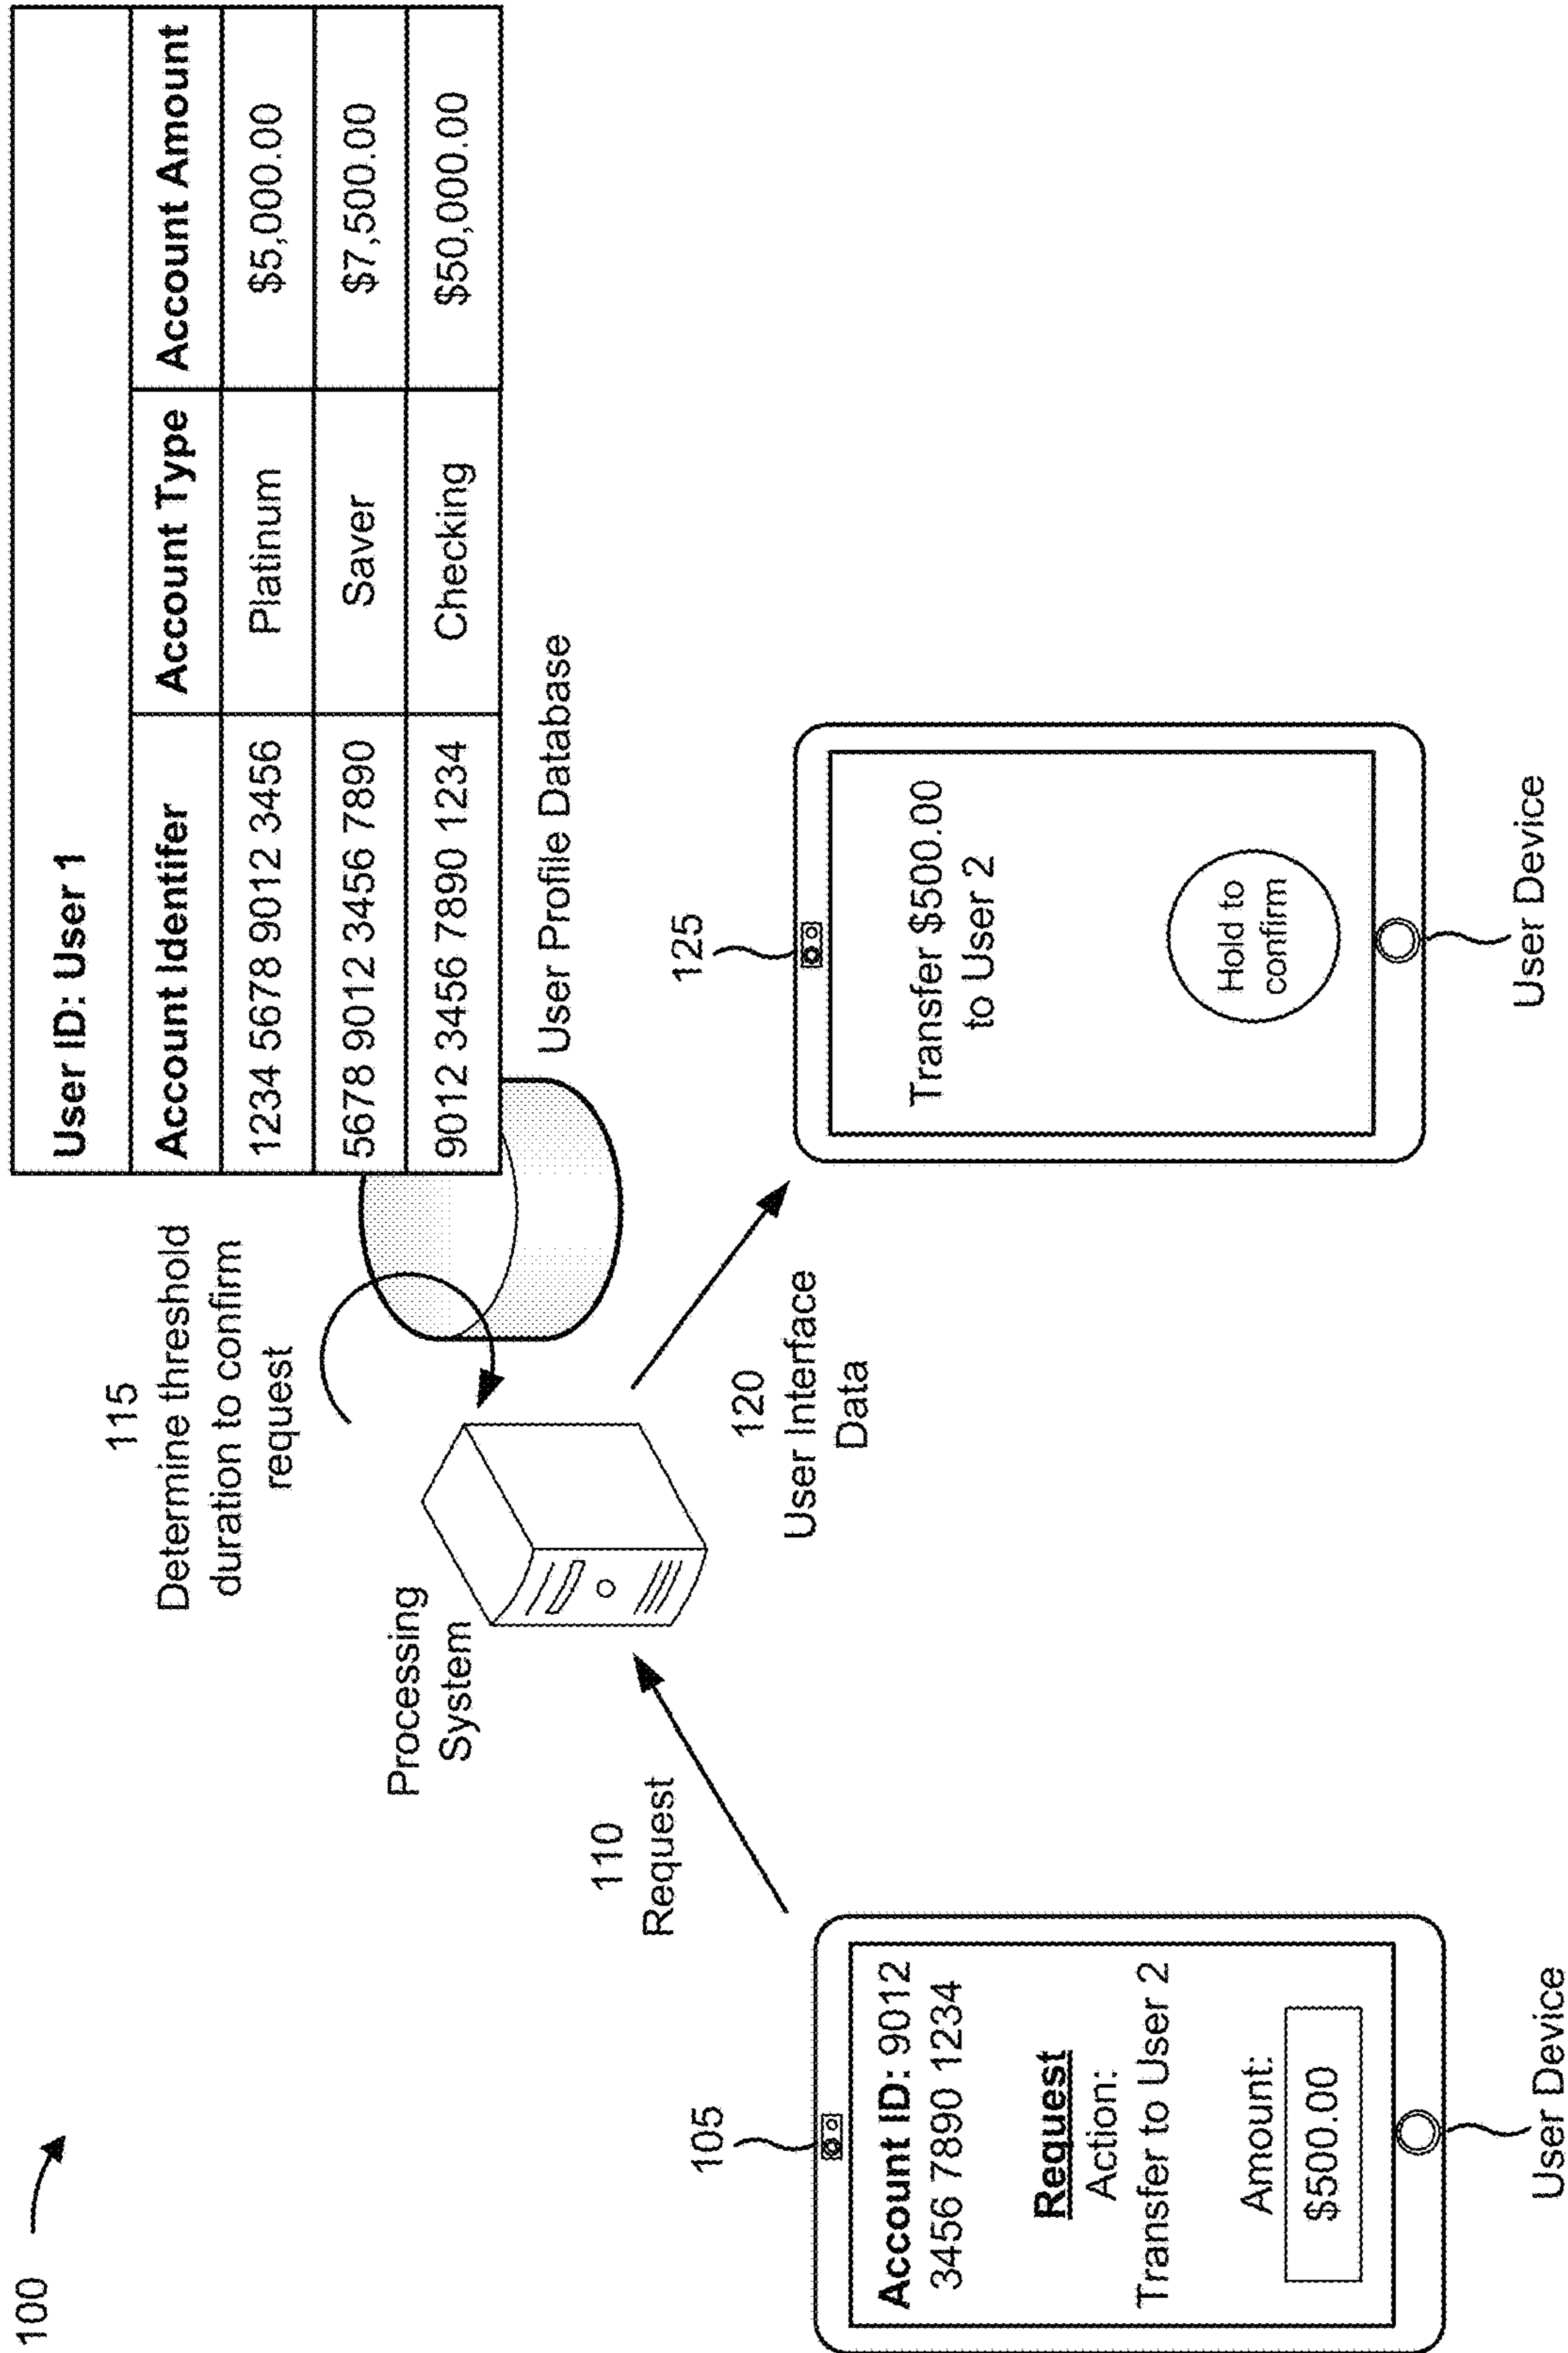 100
105
Account ID: 9012
3456 7890 1234
Request
Action:
Transfer to User 2
Amount:
$500.00
User Device
110
Request
Processing
System
115
Determine threshold
duration to confirm
request
User ID: User 1
Account Identifer Account Type Account Amount
1234 5678 9012 3456 Platinum $5,000.00
5678 9012 3456 7890 Saver $7,500.00
9012 3456 7890 1234 Checking $50,000.00
User Profile Database
120
User Interface
Data
125
Transfer $500.00
to User 2
Hold to
confirm
User Device